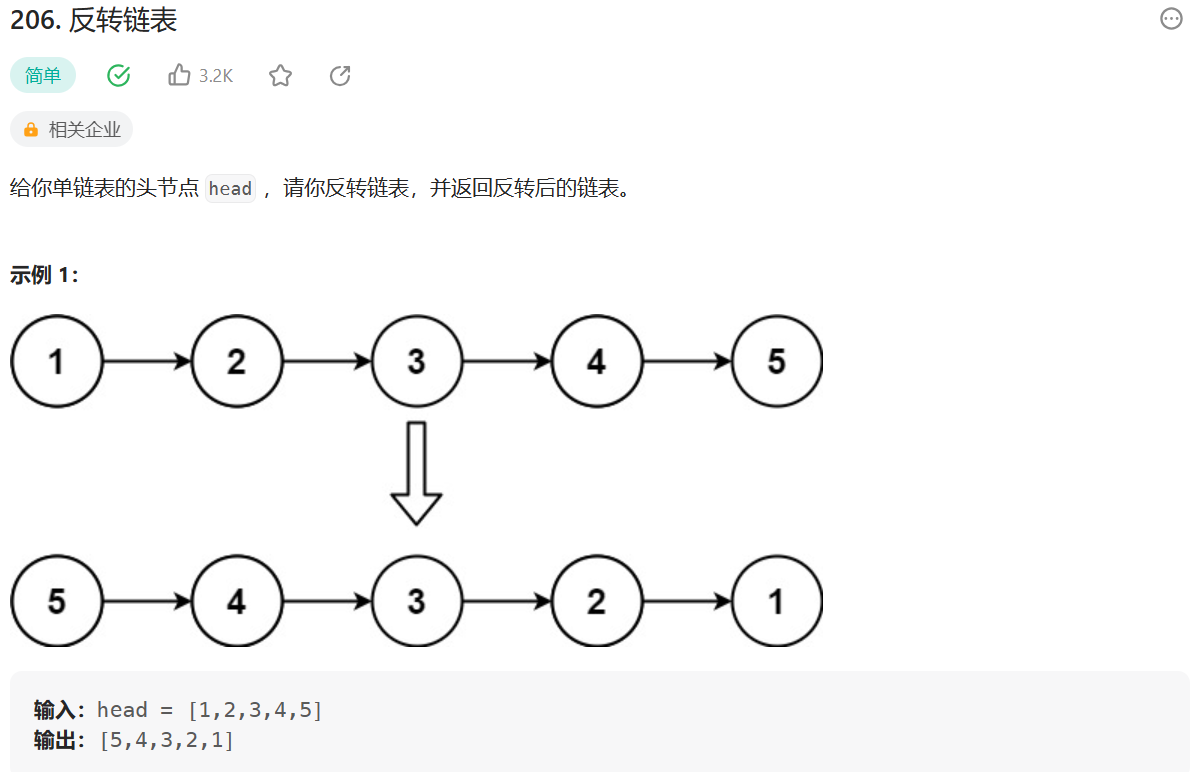 206. 反转链表
简单 3.2K
相关企业
给你单链表的头节点 head ，请你反转链表，并返回反转后的链表。
示例 1：
1 2 3 4 5
5 4 3 2 1
输入：head = [1,2,3,4,5]
输出：[5,4,3,2,1]